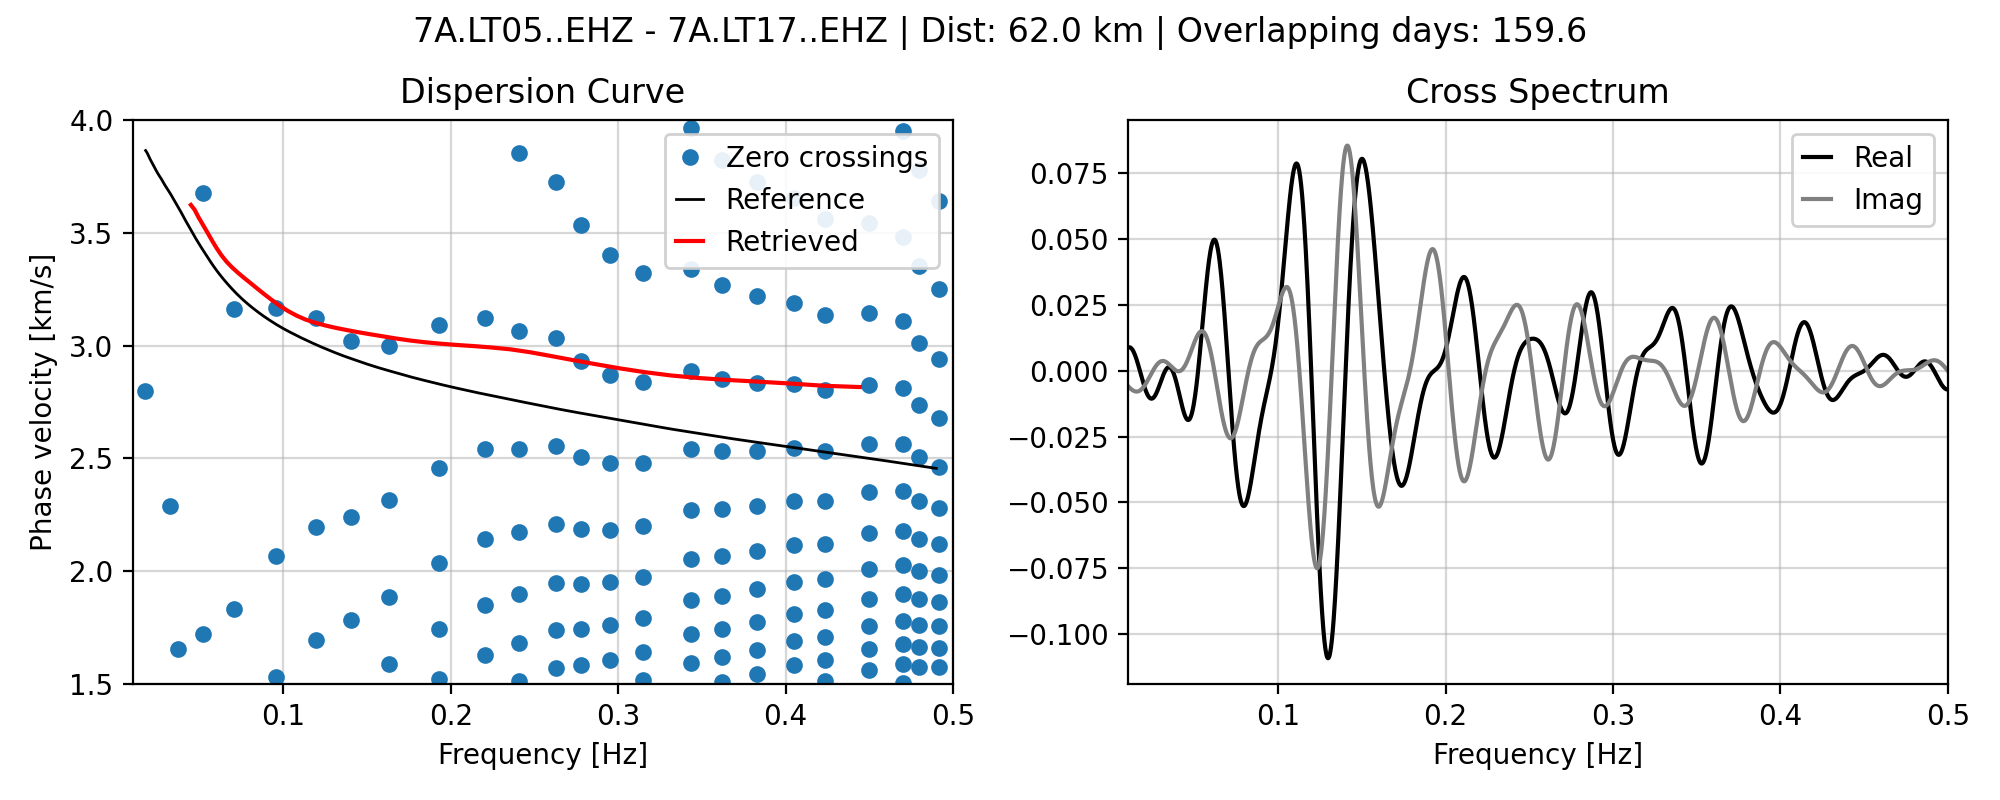 7A.LT05..EHZ - 7A.LT17..EHZ | Dist: 62.0 km | Overlapping days: 159.6
Dispersion Curve
Phase velocity [km/s]
4.0
3.5
3.0
2.5
2.0
1.5
Zero crossings
Reference
Retrieved
0.1
0.2
0.3
0.4
0.5
Frequency [Hz]
Cross Spectrum
0.075
0.050
0.025
0.000
−0.025
−0.050
−0.075
−0.100
Real
Imag
0.1
0.2
0.3
0.4
0.5
Frequency [Hz]